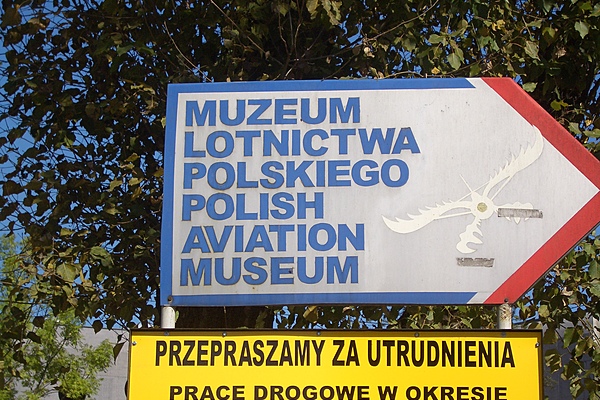 MUZEUM
LOTNICTWA
POLSKIEGO
POLISH
AVIATION
MUSEUM
PRZEPRASZAMY ZA UTRUDNIENIA
PRACE DROGOWE W OKRESIE